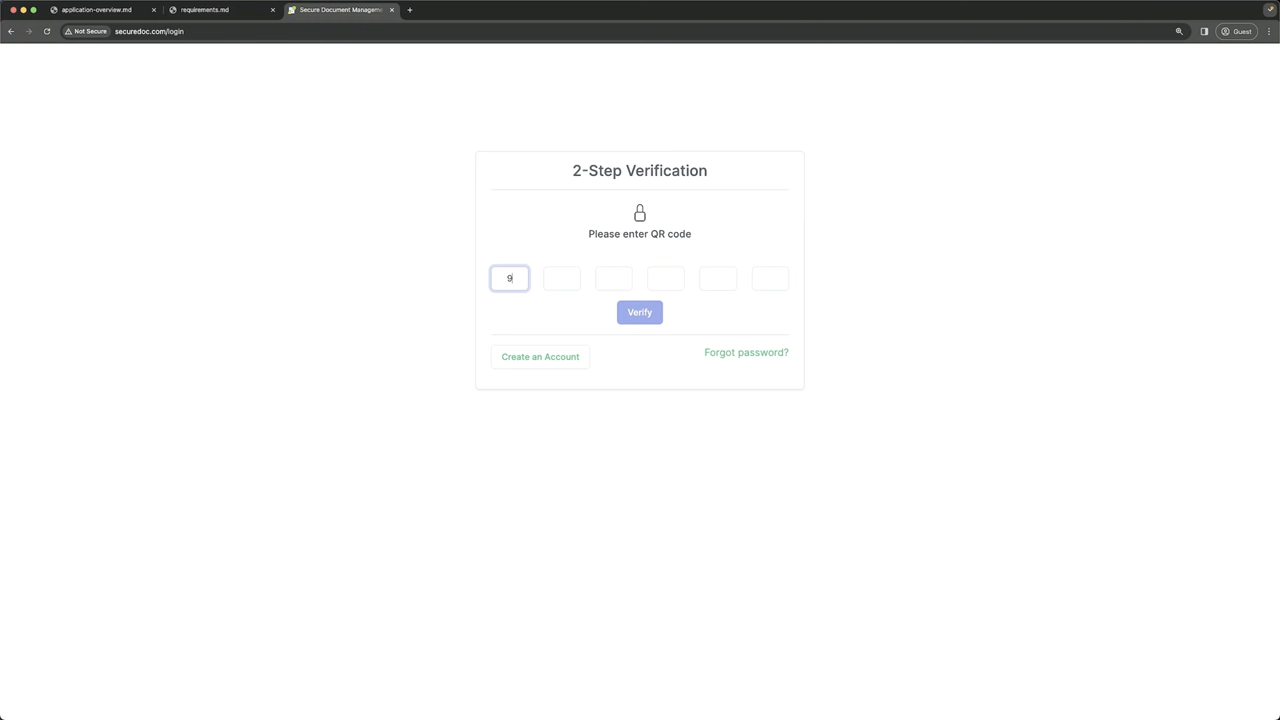 application-overview.md
requirements.md
Secure Document Managem
Not Secure
securedoc.com/login
Guest
2-Step Verification
Please enter QR code
9
Verify
Create an Account
Forgot password?